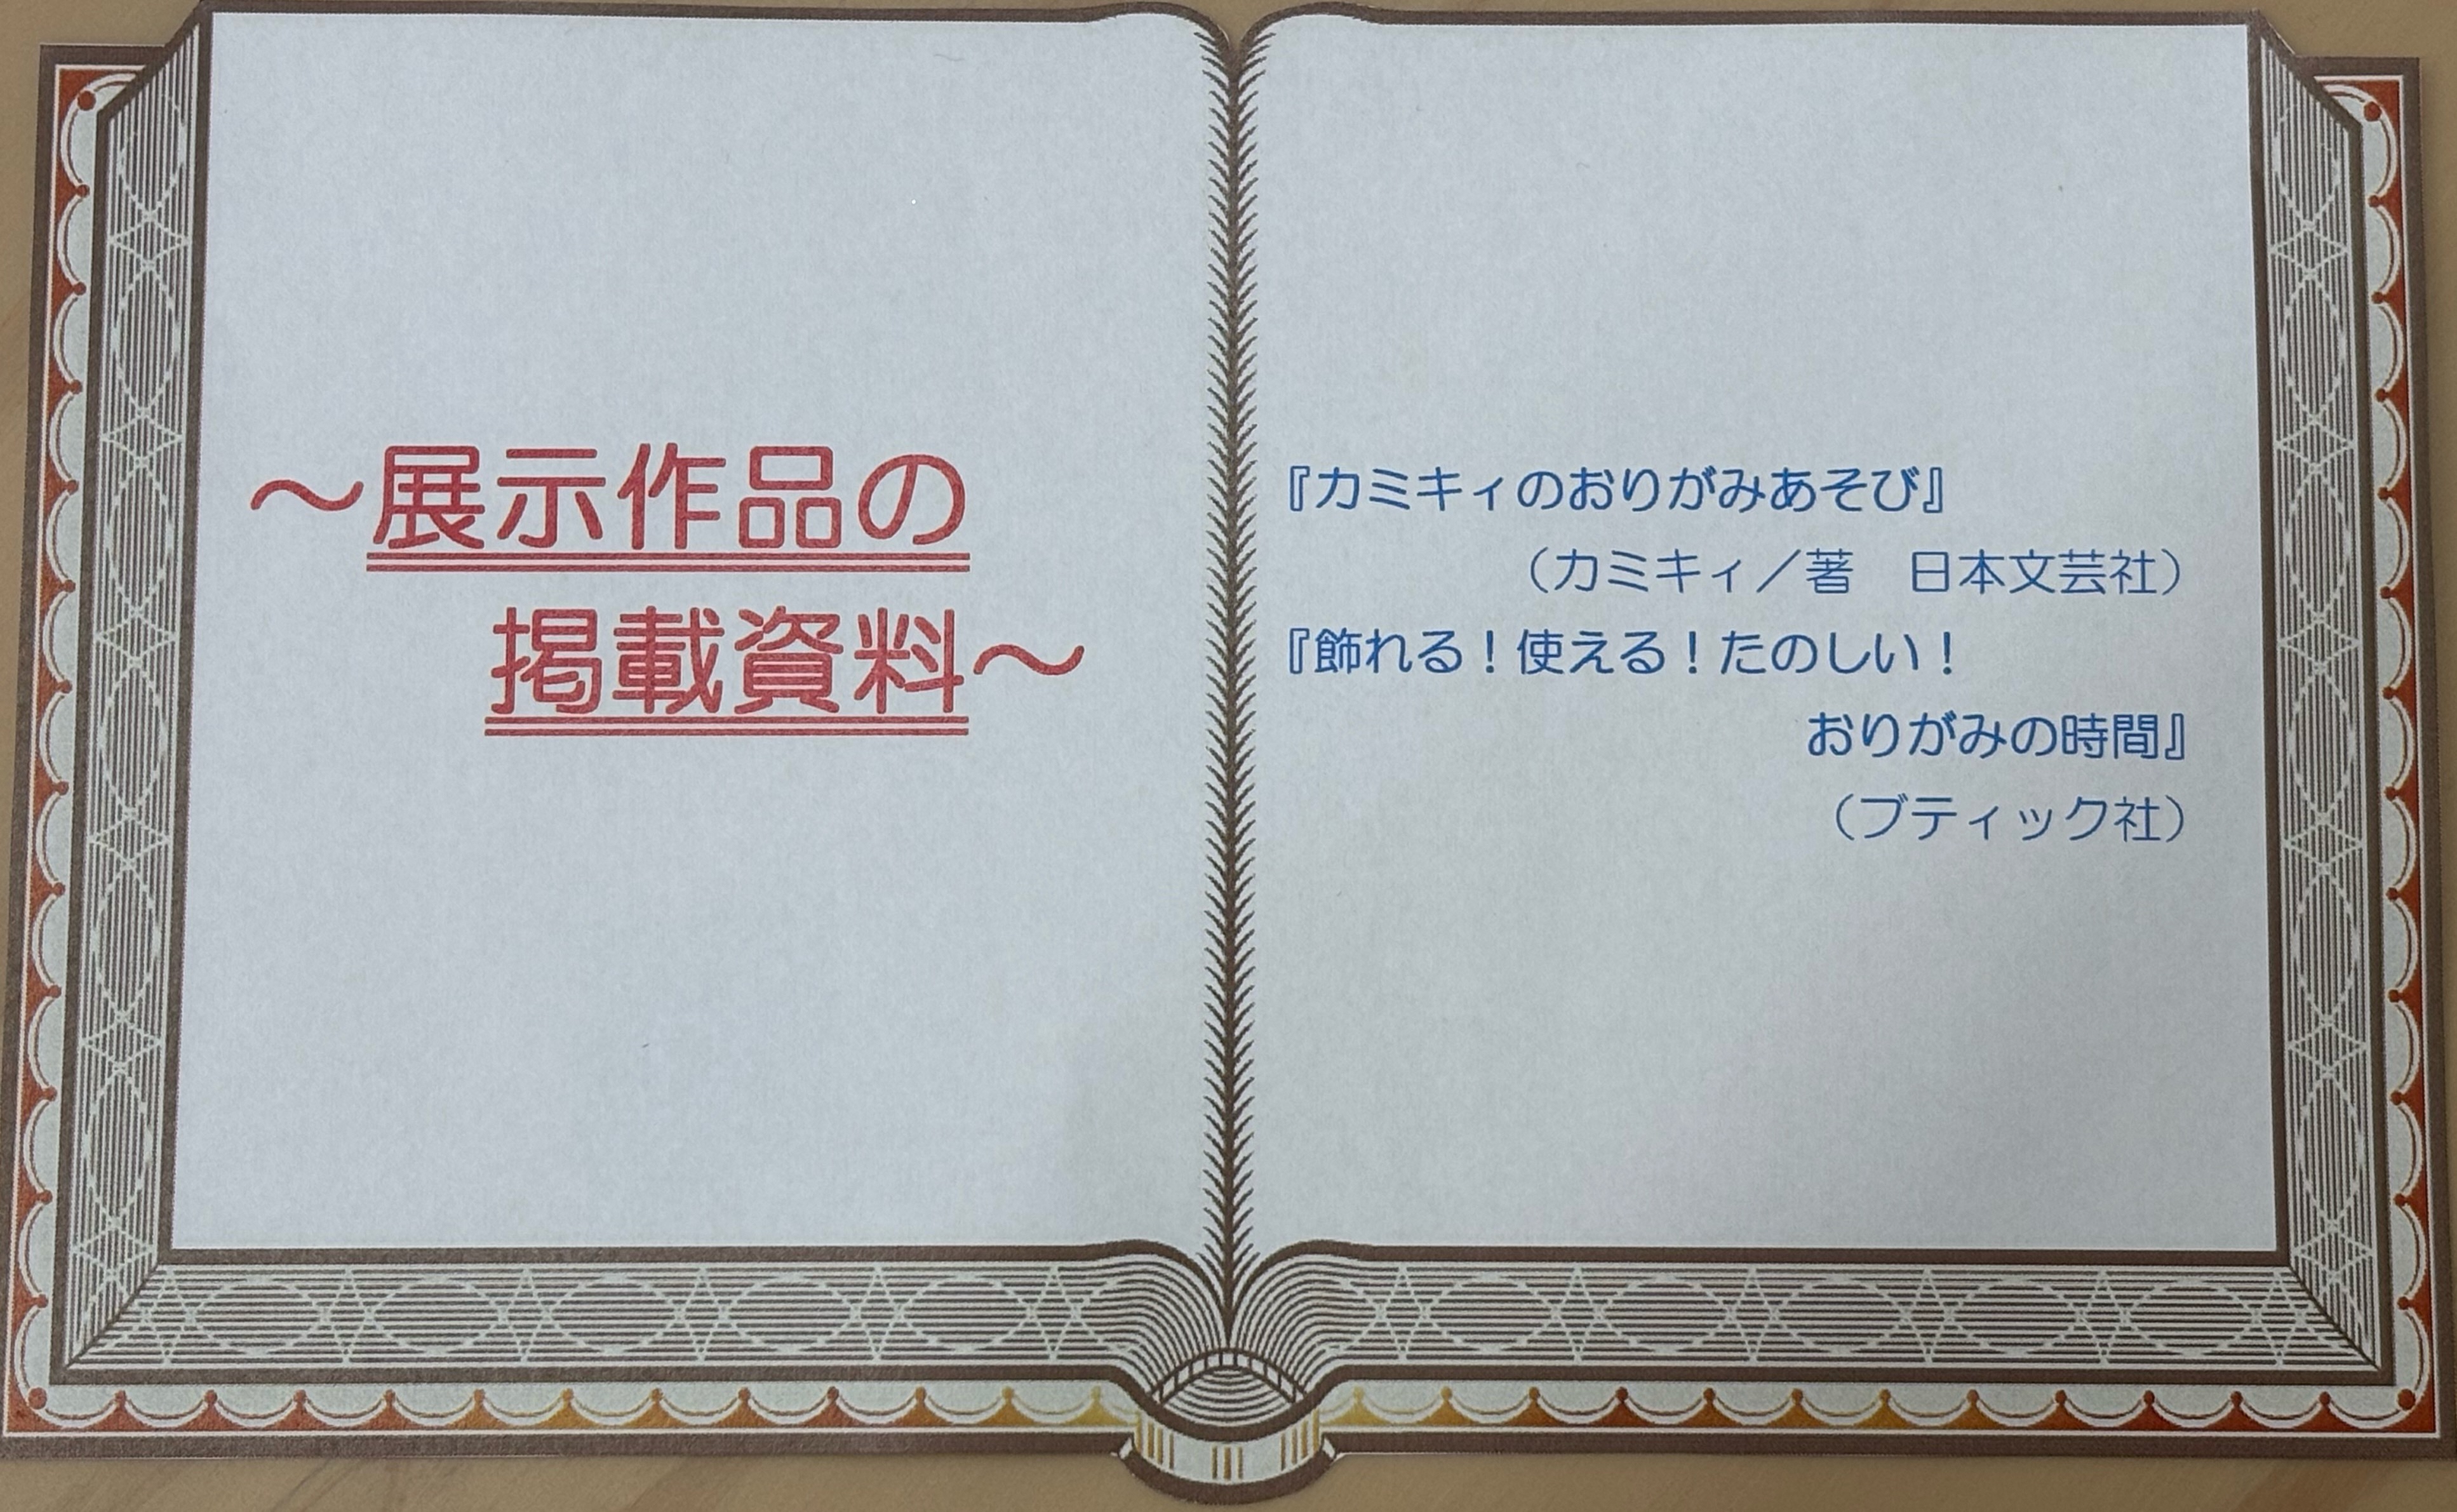 ～展示作品の
掲載資料～
『カミキィのおりがみあそび』
（カミキィ／著　日本文芸社）
『飾れる！使える！たのしい！
おりがみの時間』
（ブティック社）